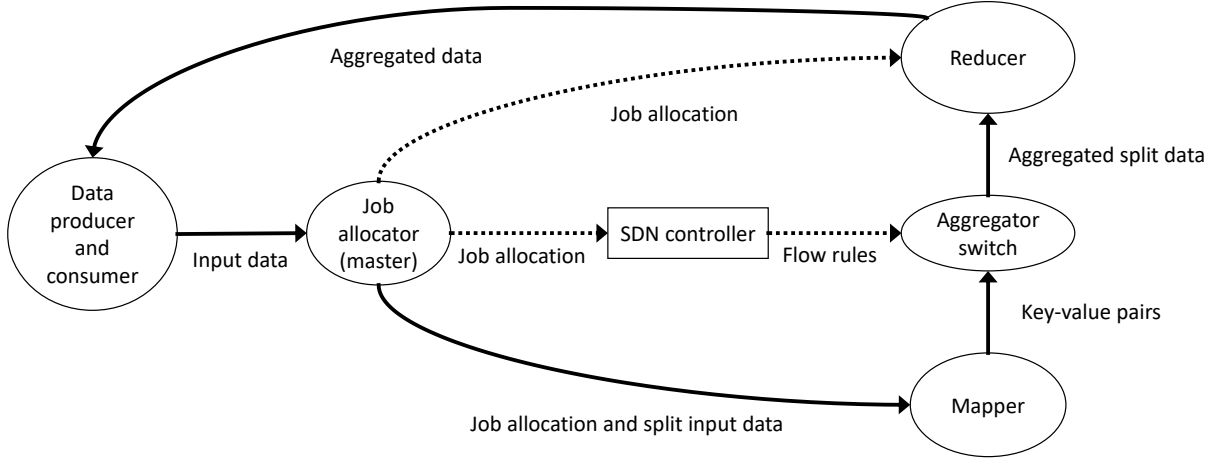 Aggregated data
Reducer
Job allocation
Aggregated split data
Data
producer
and
consumer
Input data
Job
allocator
(master)
Job allocation
SDN controller
Flow rules
Aggregator
switch
Key-value pairs
Mapper
Job allocation and split input data